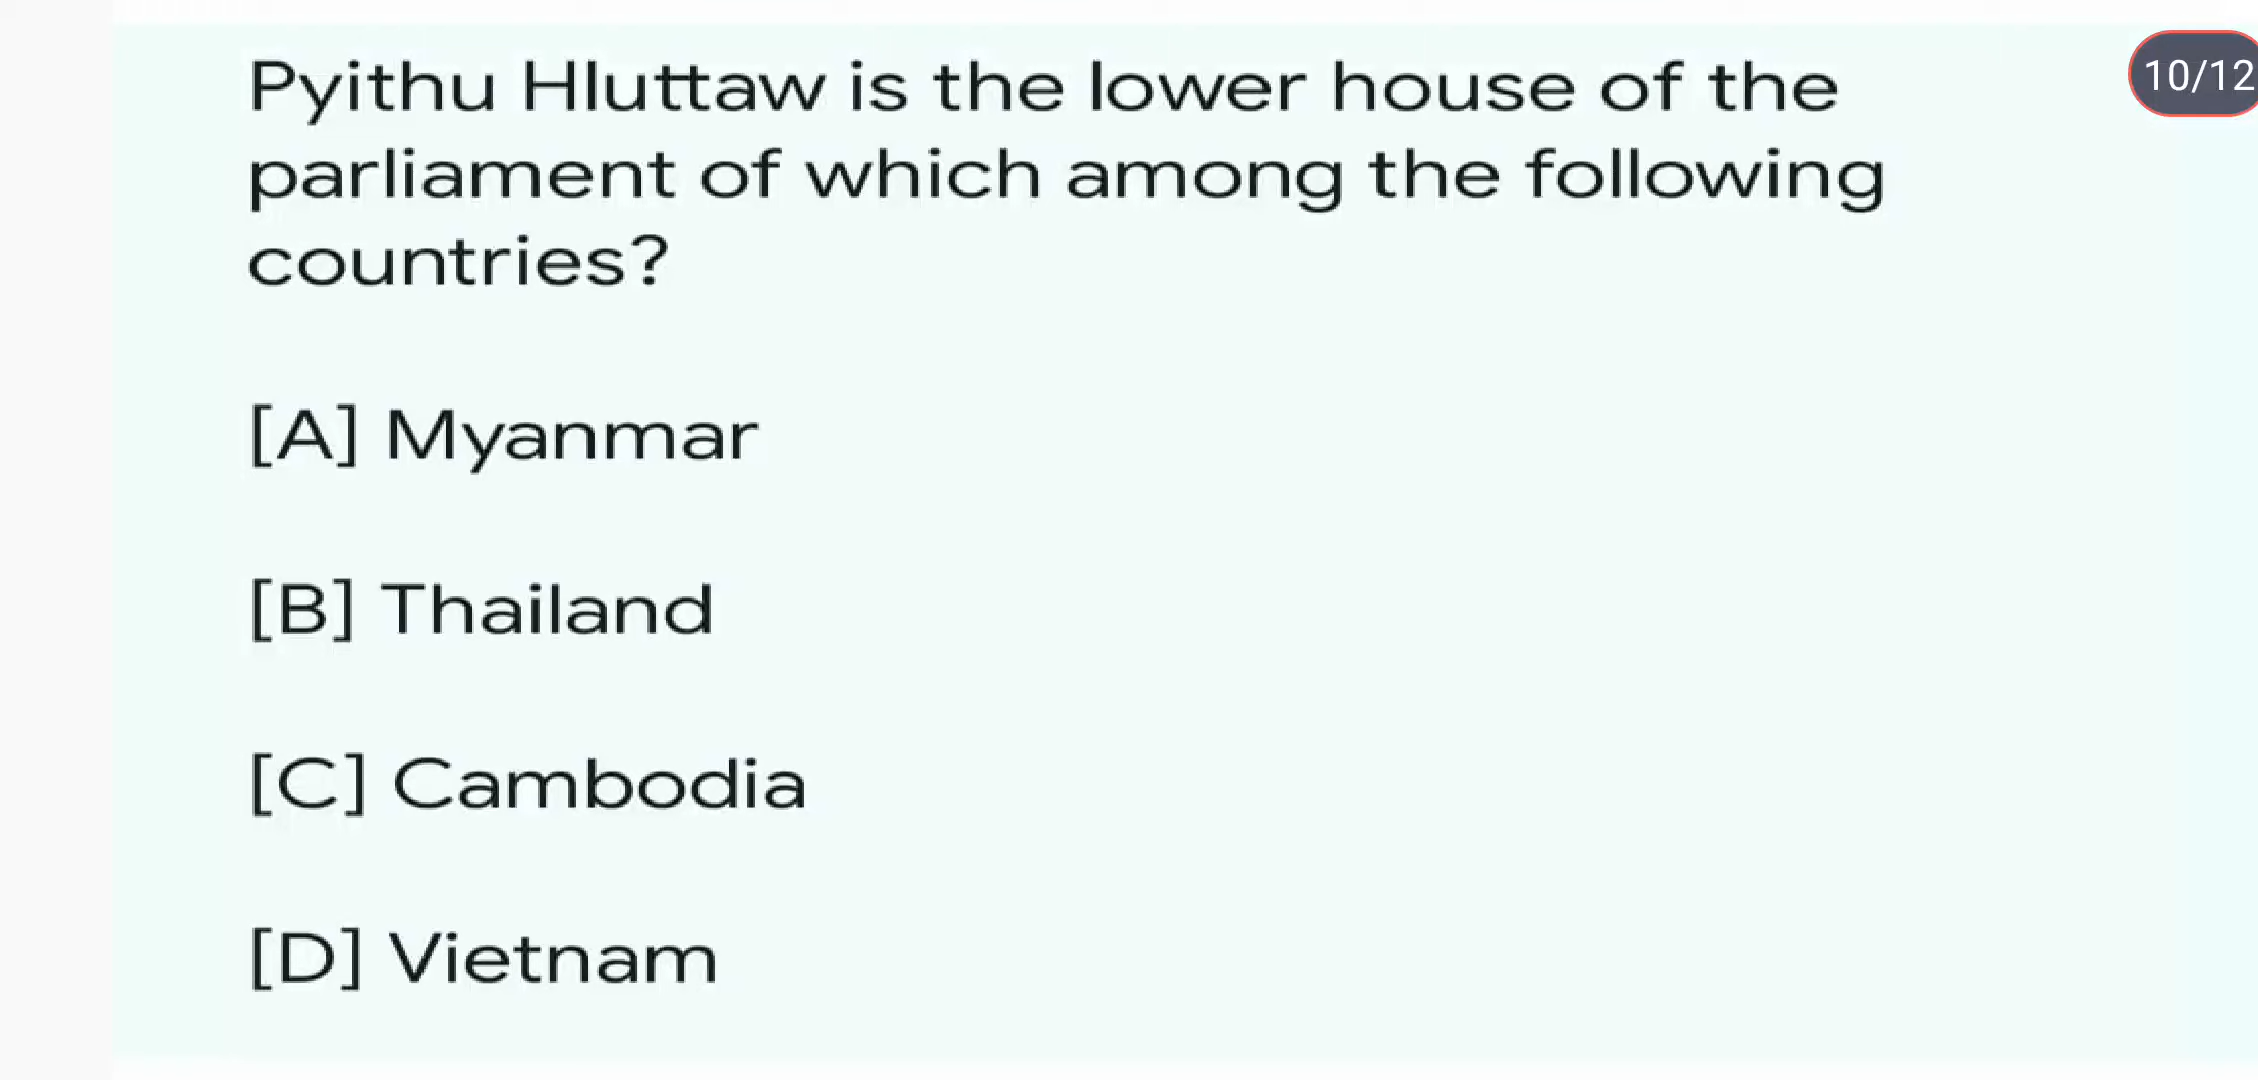 Pyithu Hluttaw is the lower house of the
10/12
parliament of which among the following
countries?
[A] Myanmar
[B] Thailand
[C] Cambodia
[D] Vietnam